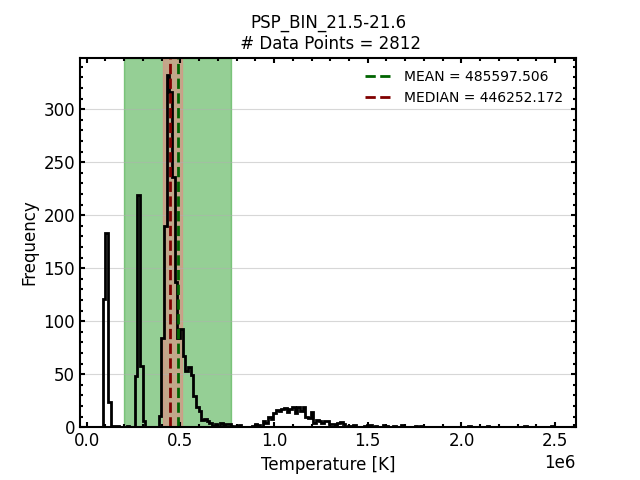 PSP_BIN_21.5-21.6
# Data Points = 2812
MEAN = 485597.506
MEDIAN = 446252.172
Frequency
300
250
200
150
100
50
0
0.0 0.5 1.0 1.5 2.0 2.5
1e6
Temperature [K]